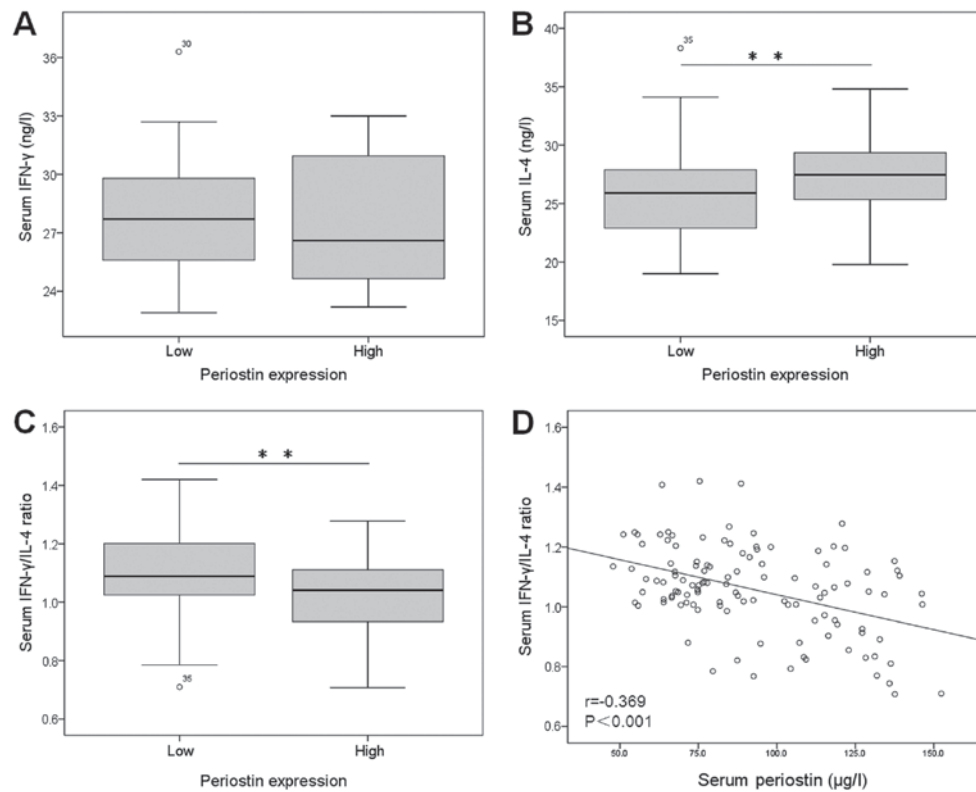 A
Serum IFN-γ (ng/l)
36
33
30
27
24
30
Low
High
Periostin expression
B
Serum IL-4 (ng/l)
40
35
30
25
20
15
35
* *
Low
High
Periostin expression
C
Serum IFN-γ/IL-4 ratio
1.6
1.4
1.2
1.0
0.8
0.6
* *
35
Low
High
Periostin expression
D
Serum IFN-γ/IL-4 ratio
1.6
1.4
1.2
1.0
0.8
0.6
r=-0.369
P<0.001
50.0
75.0
100.0
125.0
150.0
Serum periostin (µg/l)